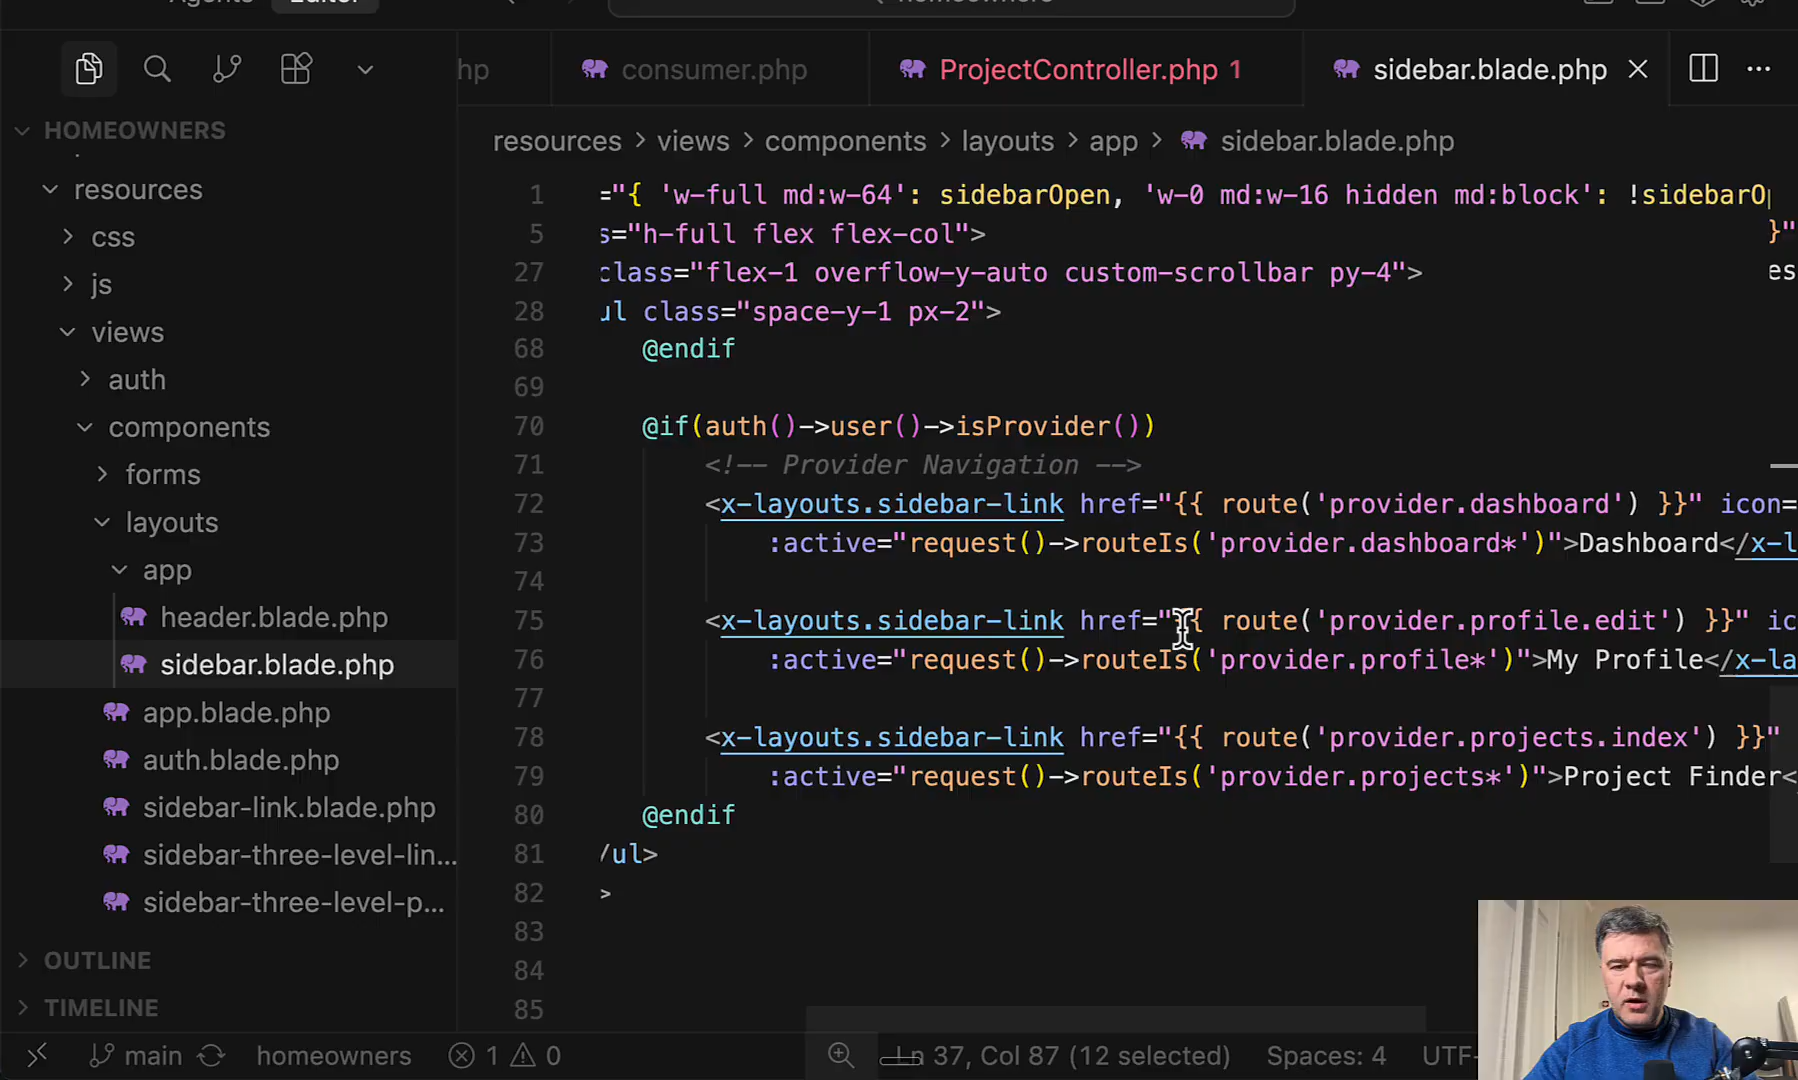 Agents Editor
homeowners
hp
consumer.php
ProjectController.php 1
sidebar.blade.php
HOMEOWNERS
resources
css
js
views
auth
components
forms
layouts
app
header.blade.php
sidebar.blade.php
app.blade.php
auth.blade.php
sidebar-link.blade.php
sidebar-three-level-lin...
sidebar-three-level-p...
OUTLINE
TIMELINE
resources > views > components > layouts > app > sidebar.blade.php
1 ="{ 'w-full md:w-64': sidebarOpen, 'w-0 md:w-16 hidden md:block': !sidebarOp
}"
5 s="h-full flex flex-col">
27 class="flex-1 overflow-y-auto custom-scrollbar py-4">
es
28 ul class="space-y-1 px-2">
68 @endif
69
70 @if(auth()->user()->isProvider())
71 <!-- Provider Navigation -->
72 <x-layouts.sidebar-link href="{{ route('provider.dashboard') }}" icon=
73 :active="request()->routeIs('provider.dashboard*')">Dashboard</x-l
74
75 <x-layouts.sidebar-link href="{{ route('provider.profile.edit') }}" ic
76 :active="request()->routeIs('provider.profile*')">My Profile</x-la
77
78 <x-layouts.sidebar-link href="{{ route('provider.projects.index') }}"
79 :active="request()->routeIs('provider.projects*')">Project Finder<
80 @endif
81 /ul>
82 >
83
84
85
main
homeowners
1 0
Ln 37, Col 87 (12 selected)
Spaces: 4
UTF-